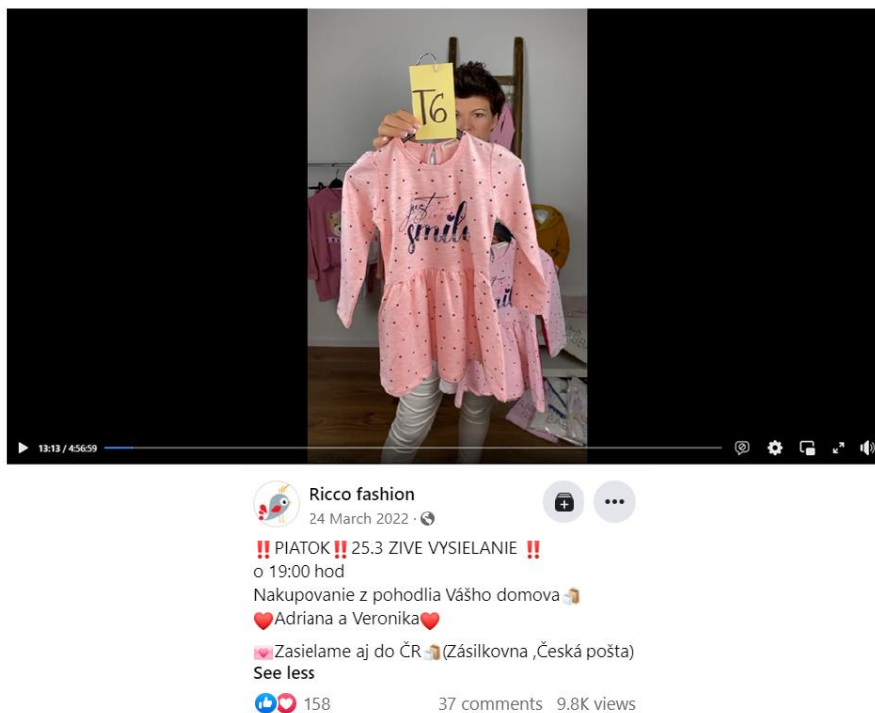 T6
just
smile
13:13 / 4:56:59
Ricco fashion
24 March 2022
‼️PIATOK‼️25.3 ZIVE VYSIELANIE ‼️
o 19:00 hod
Nakupovanie z pohodlia Vášho domova
❤️Adriana a Veronika❤️
💌Zasielame aj do ČR (Zásilkovna ,Česká pošta)
See less
158
37 comments 9.8K views